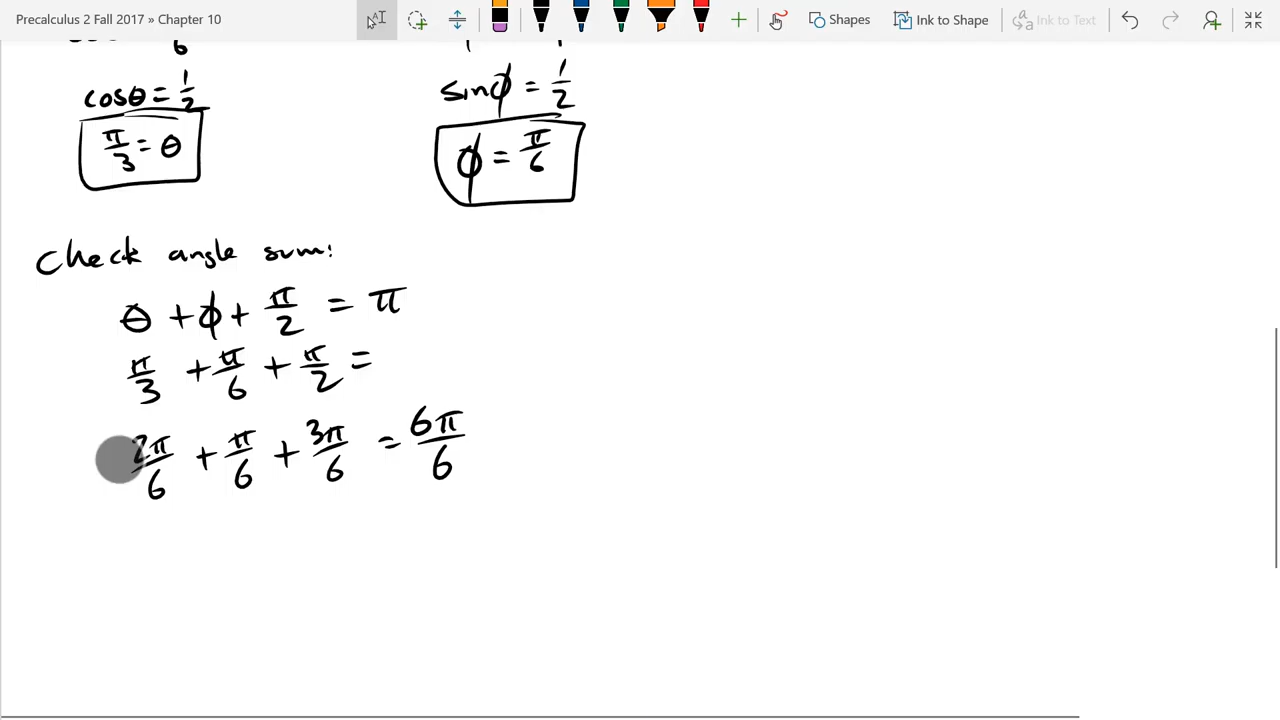 Precalculus 2 Fall 2017 » Chapter 10
Shapes
Ink to Shape
Ink to Text
6
cosθ = 1/2
π/3 = θ
sinϕ = 1/2
ϕ = π/6
Check angle sum:
θ + ϕ + π/2 = π
π/3 + π/6 + π/2 =
2π/6 + π/6 + 3π/6 = 6π/6